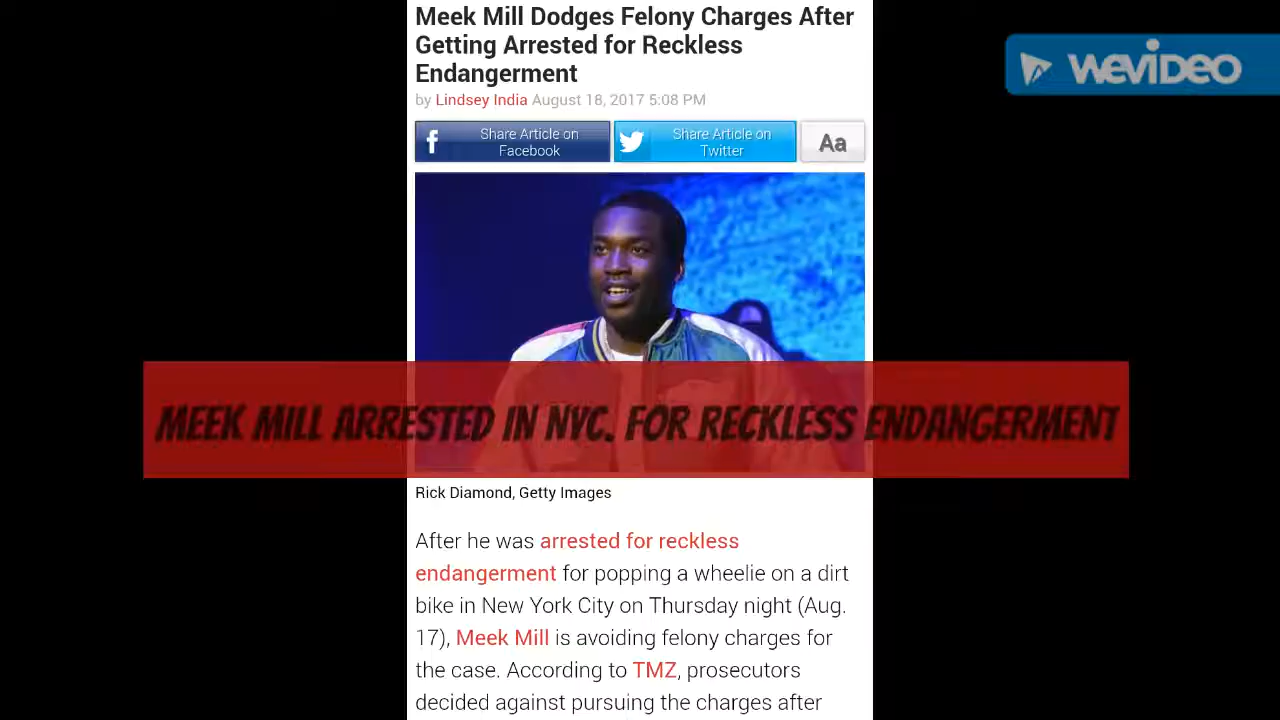 Meek Mill Dodges Felony Charges After
Getting Arrested for Reckless
Endangerment
by Lindsey India August 18, 2017 5:08 PM
Share Article on
Facebook
Share Article on
Twitter
Aa
WEVIDEO
MEEK MILL ARRESTED IN NYC. FOR RECKLESS ENDANGERMENT
Rick Diamond, Getty Images
After he was arrested for reckless
endangerment for popping a wheelie on a dirt
bike in New York City on Thursday night (Aug.
17), Meek Mill is avoiding felony charges for
the case. According to TMZ, prosecutors
decided against pursuing the charges after